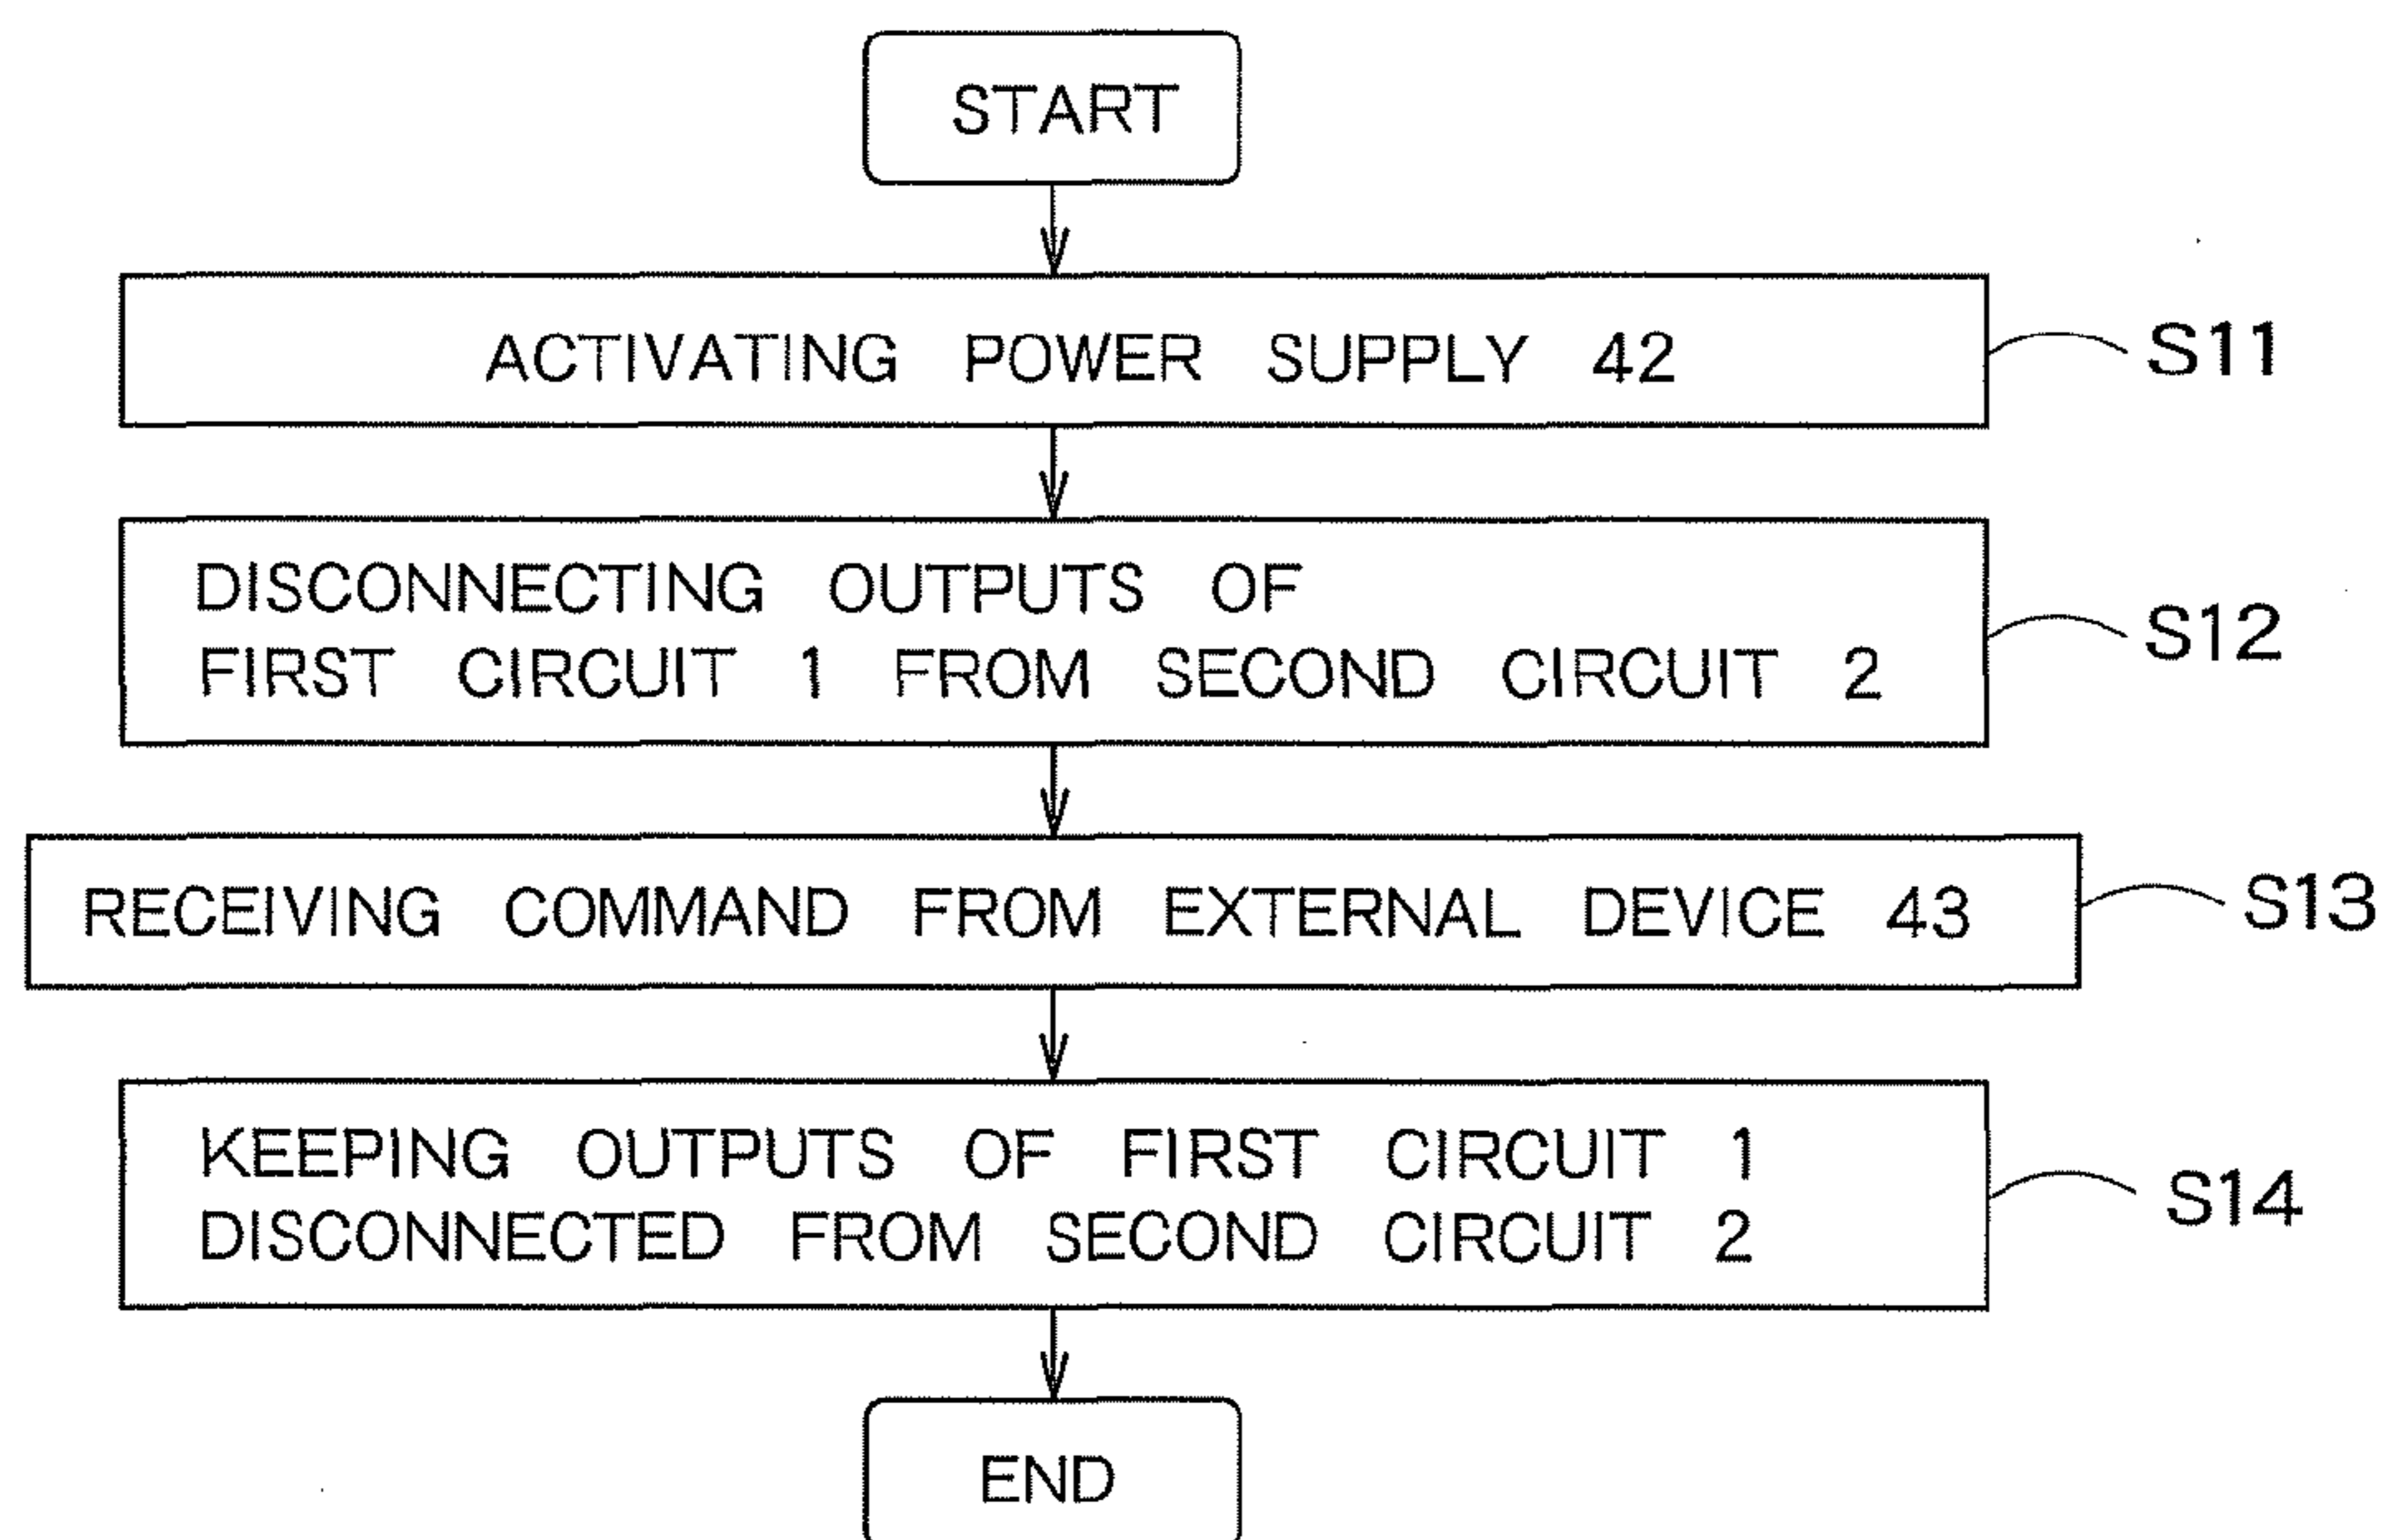 START
ACTIVATING POWER SUPPLY 42
S11
DISCONNECTING OUTPUTS OF
FIRST CIRCUIT 1 FROM SECOND CIRCUIT 2
S12
RECEIVING COMMAND FROM EXTERNAL DEVICE 43
S13
KEEPING OUTPUTS OF FIRST CIRCUIT 1
DISCONNECTED FROM SECOND CIRCUIT 2
S14
END